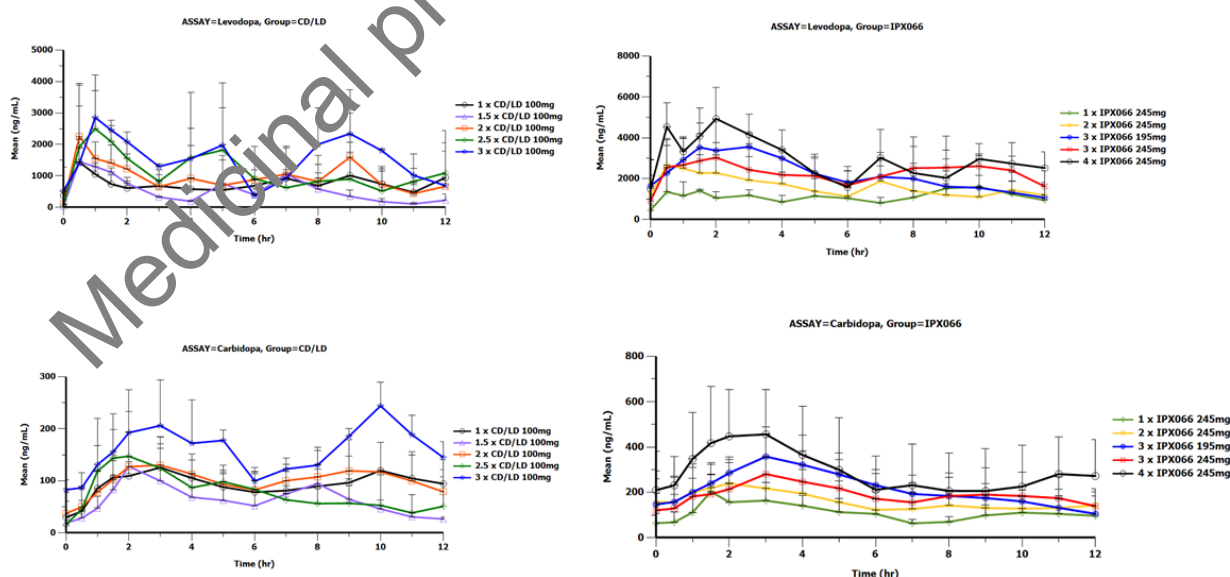 ASSAY=Levodopa, Group=CD/LD
5000
4000
3000
2000
1000
0
Mean (ng/mL)
0 2 4 6 8 10 12
Time (hr)
1 x CD/LD 100mg
1.5 x CD/LD 100mg
2 x CD/LD 100mg
2.5 x CD/LD 100mg
3 x CD/LD 100mg
ASSAY=Levodopa, Group=IPX066
8000
6000
4000
2000
0
Mean (ng/mL)
0 2 4 6 8 10 12
Time (hr)
1 x IPX066 245mg
2 x IPX066 245mg
3 x IPX066 195mg
3 x IPX066 245mg
4 x IPX066 245mg
ASSAY=Carbidopa, Group=CD/LD
300
200
100
0
Mean (ng/mL)
0 2 4 6 8 10 12
Time (hr)
1 x CD/LD 100mg
1.5 x CD/LD 100mg
2 x CD/LD 100mg
2.5 x CD/LD 100mg
3 x CD/LD 100mg
ASSAY=Carbidopa, Group=IPX066
800
600
400
200
0
Mean (ng/mL)
0 2 4 6 8 10 12
Time (hr)
1 x IPX066 245mg
2 x IPX066 245mg
3 x IPX066 195mg
3 x IPX066 245mg
4 x IPX066 245mg
Medicinal